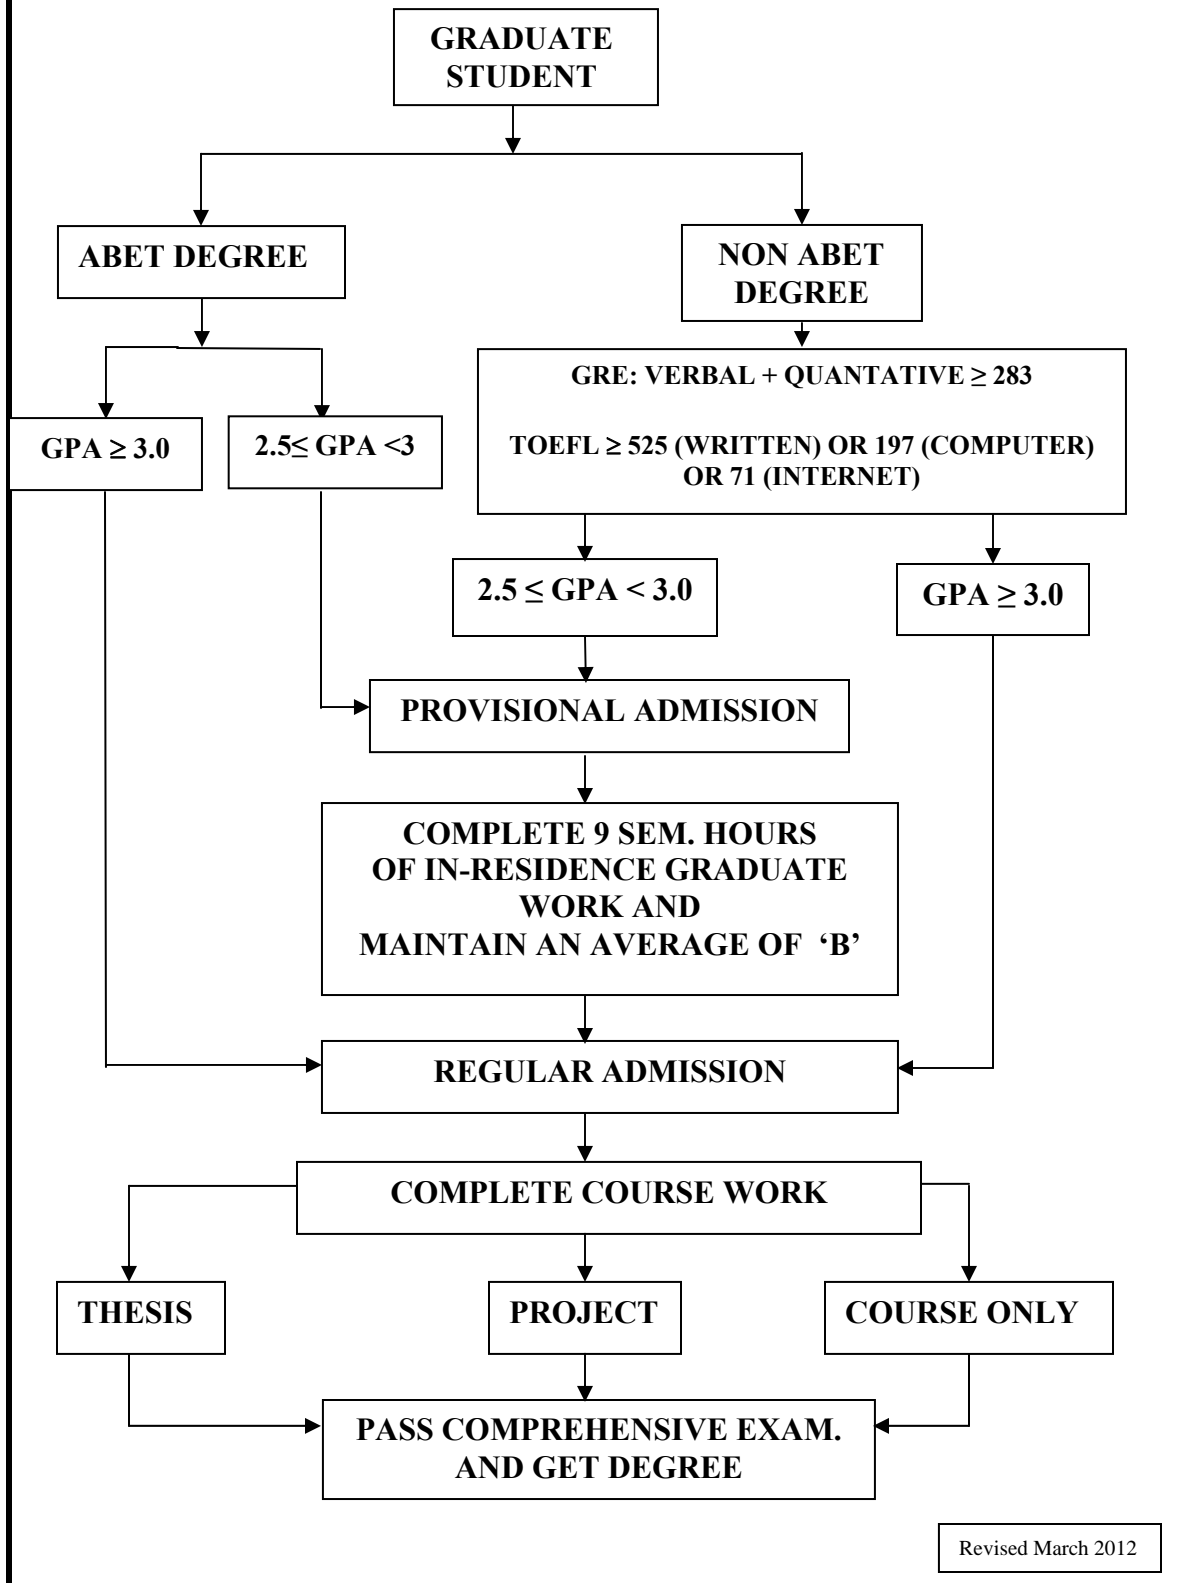 GRADUATE
STUDENT
ABET DEGREE
NON ABET
DEGREE
GRE: VERBAL + QUANTATIVE ≥ 283
TOEFL ≥ 525 (WRITTEN) OR 197 (COMPUTER)
OR 71 (INTERNET)
GPA ≥ 3.0
2.5≤ GPA <3
2.5 ≤ GPA < 3.0
GPA ≥ 3.0
PROVISIONAL ADMISSION
COMPLETE 9 SEM. HOURS
OF IN-RESIDENCE GRADUATE
WORK AND
MAINTAIN AN AVERAGE OF ‘B’
REGULAR ADMISSION
COMPLETE COURSE WORK
THESIS
PROJECT
COURSE ONLY
PASS COMPREHENSIVE EXAM.
AND GET DEGREE
Revised March 2012